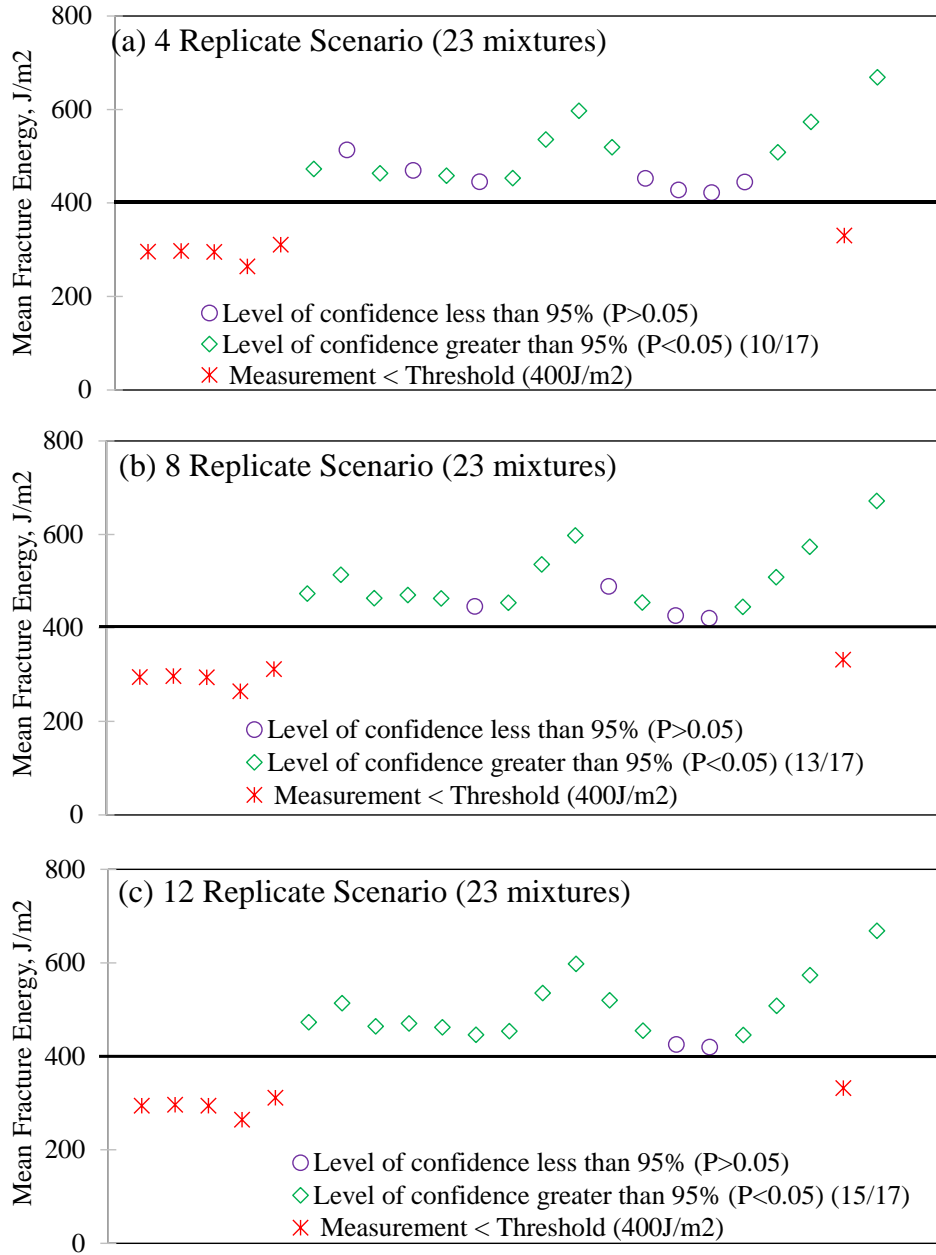 800
(a) 4 Replicate Scenario (23 mixtures)
600
400
200
0
Mean Fracture Energy, J/m2
Level of confidence less than 95% (P>0.05)
Level of confidence greater than 95% (P<0.05) (10/17)
Measurement < Threshold (400J/m2)
800
(b) 8 Replicate Scenario (23 mixtures)
600
400
200
0
Mean Fracture Energy, J/m2
Level of confidence less than 95% (P>0.05)
Level of confidence greater than 95% (P<0.05) (13/17)
Measurement < Threshold (400J/m2)
800
(c) 12 Replicate Scenario (23 mixtures)
600
400
200
0
Mean Fracture Energy, J/m2
Level of confidence less than 95% (P>0.05)
Level of confidence greater than 95% (P<0.05) (15/17)
Measurement < Threshold (400J/m2)